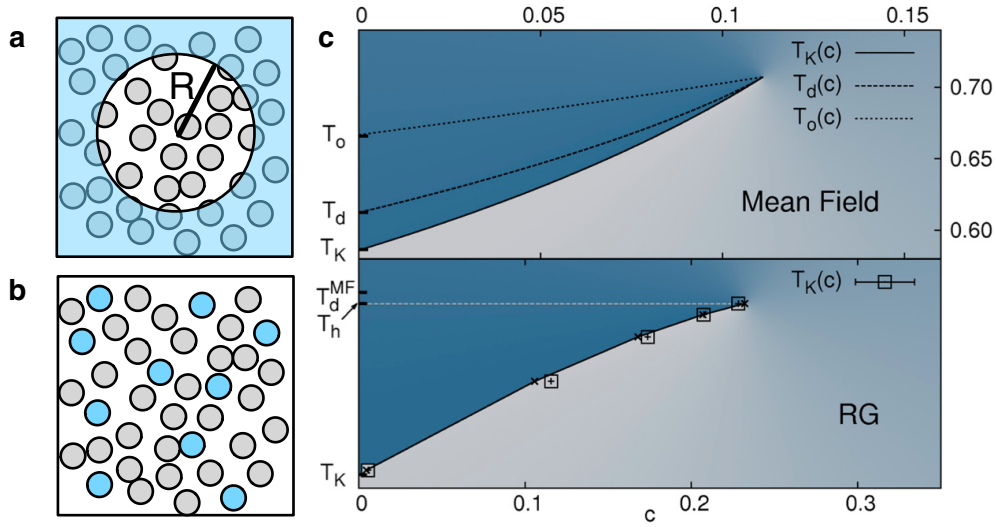 a
R
b
c
0 0.05 0.1 0.15
T_K(c)
T_d(c)
T_o(c)
0.70
0.65
0.60
T_o
T_d
T_K
Mean Field
T_K(c)
T_d^MF
T_h
T_K
RG
0 0.1 0.2 0.3
c